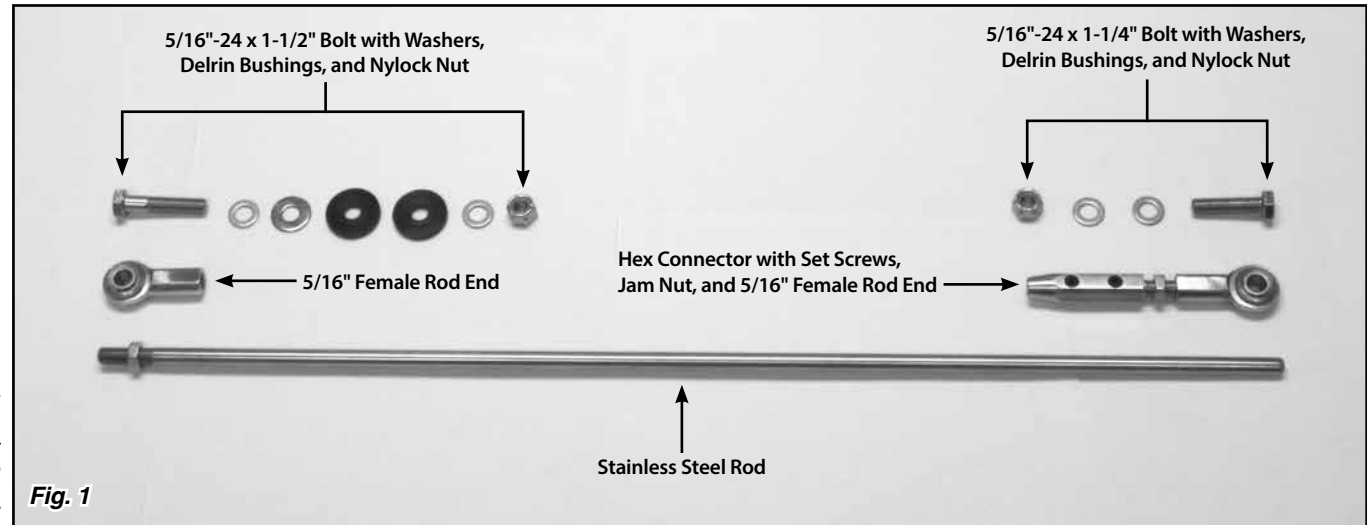 5/16"-24 x 1-1/2" Bolt with Washers,
Delrin Bushings, and Nylock Nut
5/16"-24 x 1-1/4" Bolt with Washers,
Delrin Bushings, and Nylock Nut
5/16" Female Rod End
Hex Connector with Set Screws,
Jam Nut, and 5/16" Female Rod End
Stainless Steel Rod
Fig. 1